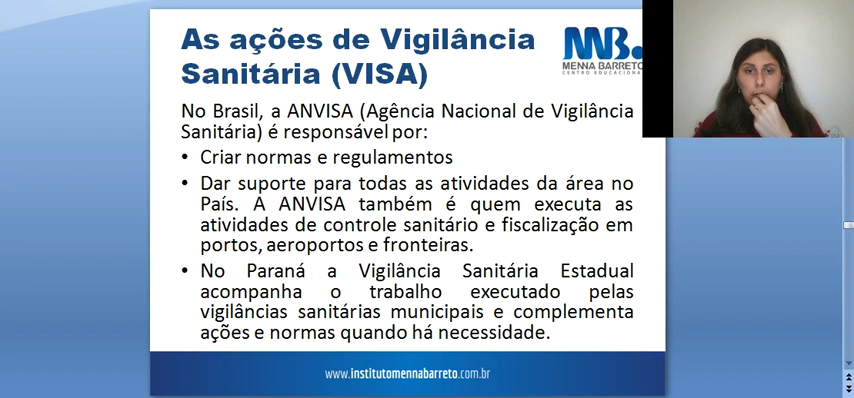 As ações de Vigilância
Sanitária (VISA)
MB.
MENNA BARRETO
CENTRO EDUCACIONAL
No Brasil, a ANVISA (Agência Nacional de Vigilância
Sanitária) é responsável por:
• Criar normas e regulamentos
• Dar suporte para todas as atividades da área no
País. A ANVISA também é quem executa as
atividades de controle sanitário e fiscalização em
portos, aeroportos e fronteiras.
• No Paraná a Vigilância Sanitária Estadual
acompanha o trabalho executado pelas
vigilâncias sanitárias municipais e complementa
ações e normas quando há necessidade.
www.institutomennabarreto.com.br